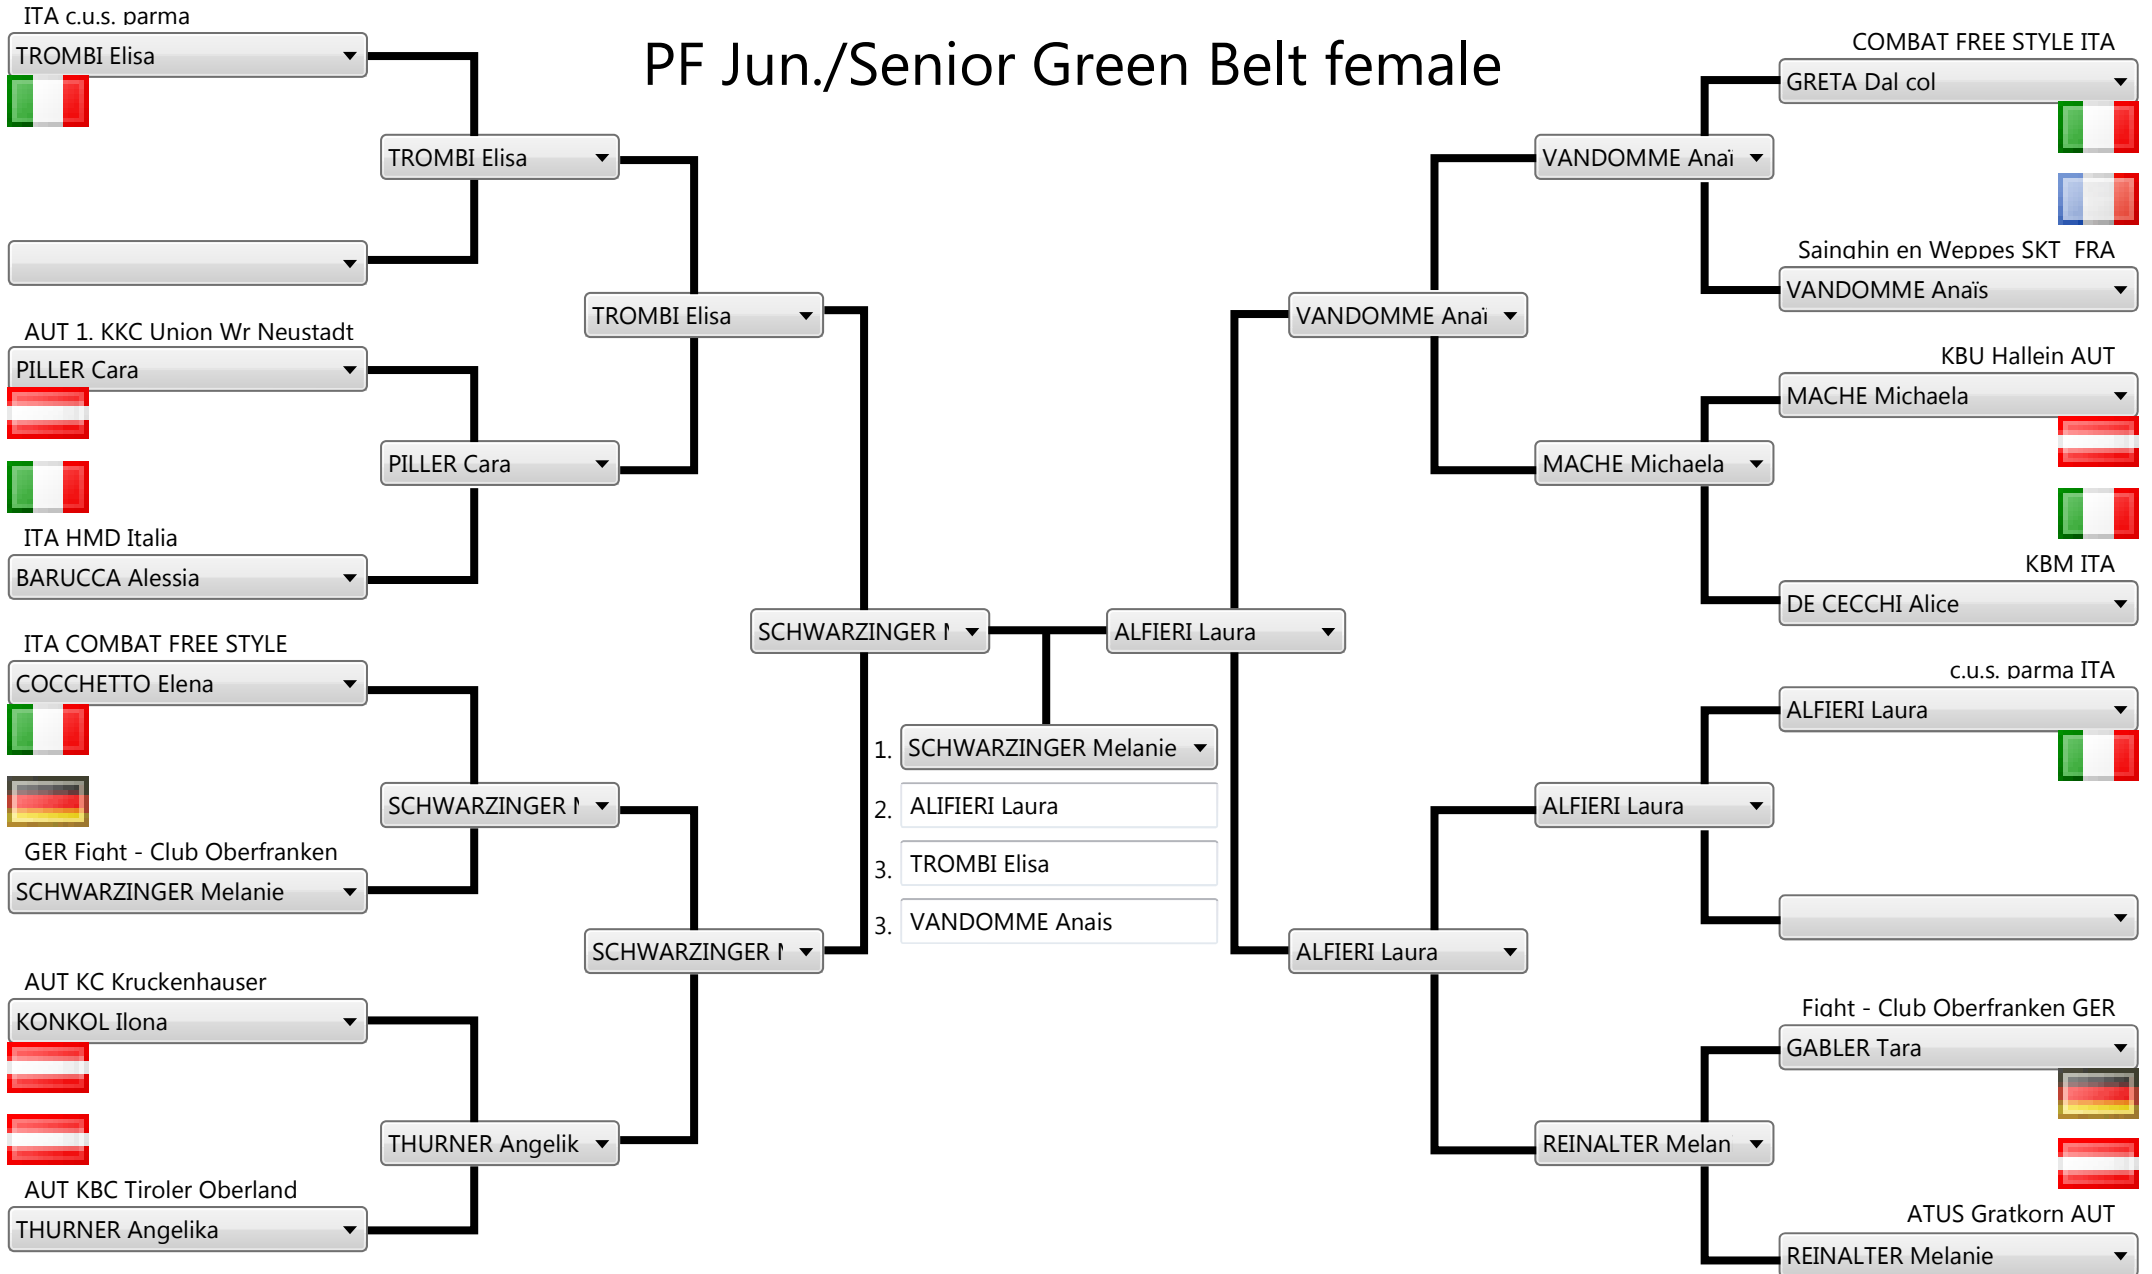 PF Jun./Senior Green Belt female
ITA c.u.s. parma
TROMBI Elisa
AUT 1. KKC Union Wr Neustadt
PILLER Cara
ITA HMD Italia
BARUCCA Alessia
ITA COMBAT FREE STYLE
COCCHETTO Elena
GER Fight - Club Oberfranken
SCHWARZINGER Melanie
AUT KC Kruckenhauser
KONKOL Ilona
AUT KBC Tiroler Oberland
THURNER Angelika
TROMBI Elisa
PILLER Cara
SCHWARZINGER
THURNER Angelik
TROMBI Elisa
SCHWARZINGER
SCHWARZINGER
ALFIERI Laura
1. SCHWARZINGER Melanie
2. ALIFIERI Laura
3. TROMBI Elisa
3. VANDOMME Anais
VANDOMME Anaï
ALFIERI Laura
VANDOMME Anaï
MACHE Michaela
ALFIERI Laura
REINALTER Melan
COMBAT FREE STYLE ITA
GRETA Dal col
Sainghin en Weppes SKT FRA
VANDOMME Anaïs
KBU Hallein AUT
MACHE Michaela
KBM ITA
DE CECCHI Alice
c.u.s. parma ITA
ALFIERI Laura
Fight - Club Oberfranken GER
GABLER Tara
ATUS Gratkorn AUT
REINALTER Melanie